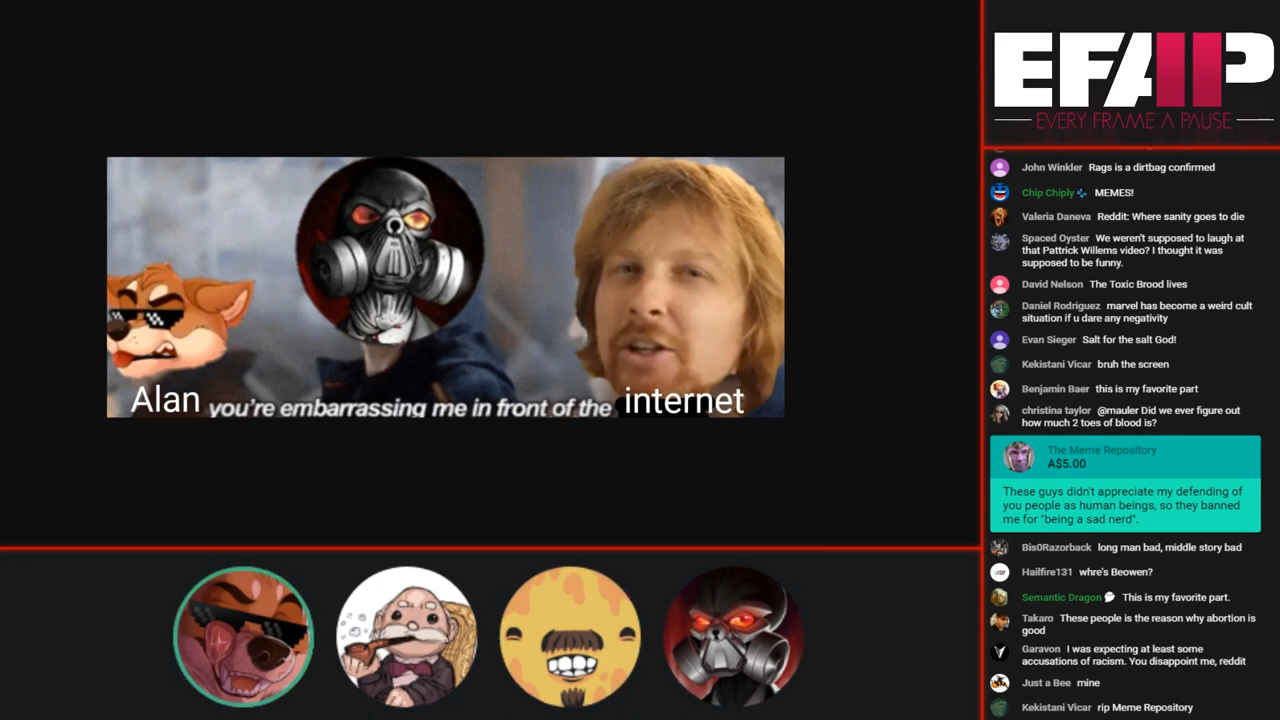 EFAP
EVERY FRAME A PAUSE
Alan you're embarrassing me in front of the internet
John Winkler Rags is a dirtbag confirmed
Chip Chiply MEMES!
Valeria Daneva Reddit: Where sanity goes to die
Spaced Oyster We weren't supposed to laugh at
that Pattrick Willems video? I thought it was
supposed to be funny.
David Nelson The Toxic Brood lives
Daniel Rodriguez marvel has become a weird cult
situation if u dare any negativity
Evan Sieger Salt for the salt God!
Kekistani Vicar bruh the screen
Benjamin Baer this is my favorite part
christina taylor @mauler Did we ever figure out
how much 2 toes of blood is?
The Meme Repository
A$5.00
These guys didn't appreciate my defending of
you people as human beings, so they banned
me for "being a sad nerd".
Bis0Razorback long man bad, middle story bad
Hailfire131 whre's Beowen?
Semantic Dragon This is my favorite part.
Takaro These people is the reason why abortion is
good
Garavon I was expecting at least some
accusations of racism. You disappoint me, reddit
Just a Bee mine
Kekistani Vicar rip Meme Repository